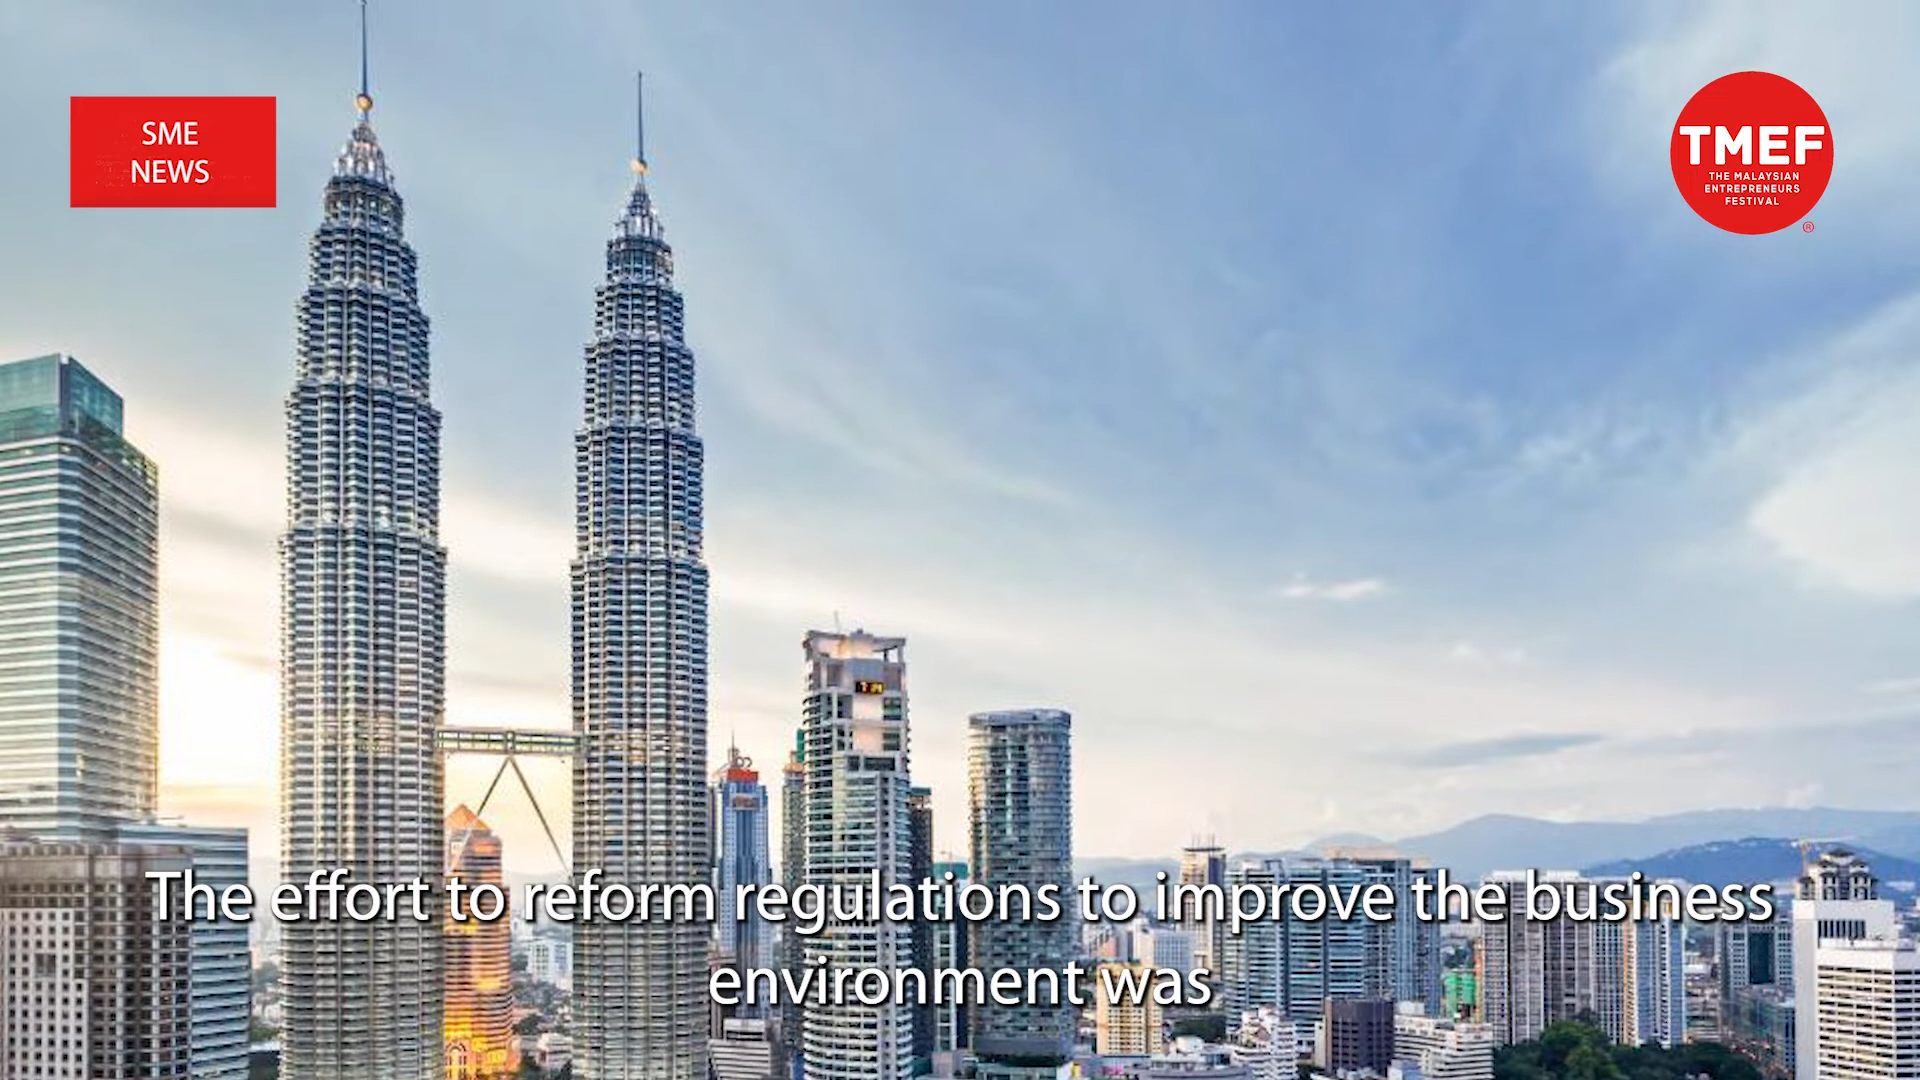 SME
NEWS
TMEF
THE MALAYSIAN
ENTREPRENEURS
FESTIVAL
®
The effort to reform regulations to improve the business
environment was